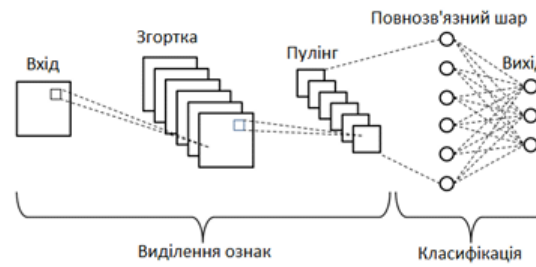 Повнозв'язний шар
Згортка
Пулінг
Вхід
Вихід
Виділення ознак
Класифікація